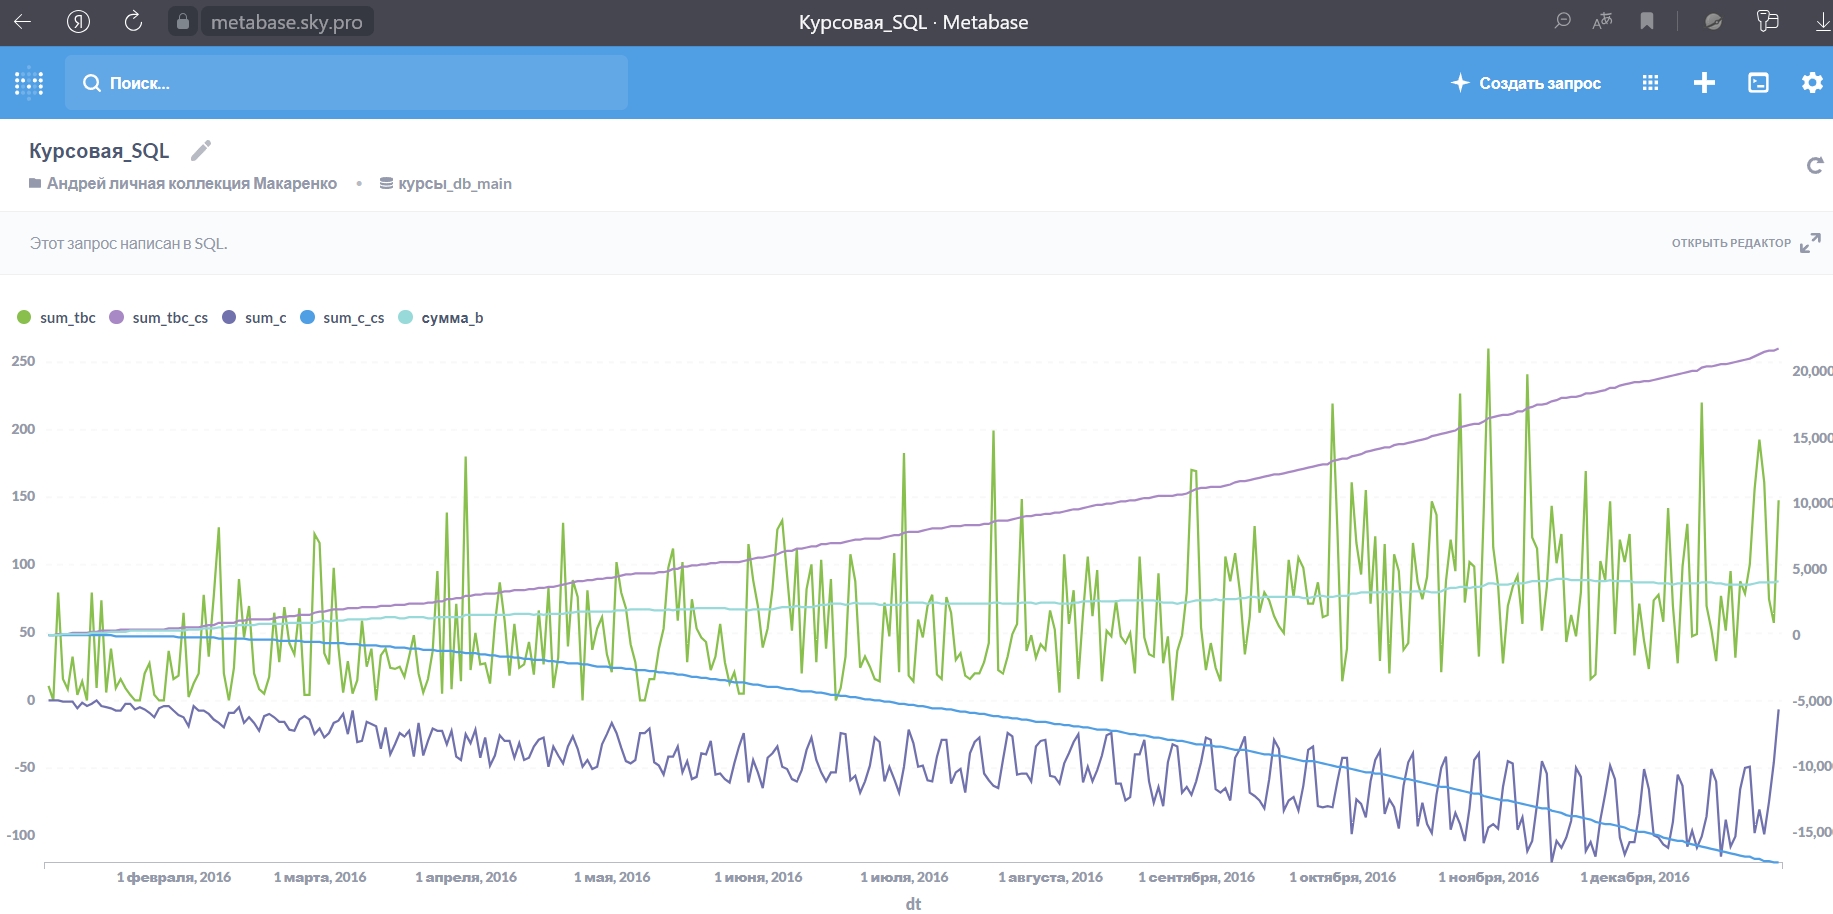 metabase.sky.pro
Курсовая_SQL · Metabase
Поиск...
Создать запрос
Курсовая_SQL
Андрей личная коллекция Макаренко • курсы_db_main
Этот запрос написан в SQL.
ОТКРЫТЬ РЕДАКТОР
sum_tbc sum_tbc_cs sum_c sum_c_cs сумма_b
250
200
150
100
50
0
-50
-100
20,000
15,000
10,000
5,000
0
-5,000
-10,000
-15,000
1 февраля, 2016 1 марта, 2016 1 апреля, 2016 1 мая, 2016 1 июня, 2016 1 июля, 2016 1 августа, 2016 1 сентября, 2016 1 октября, 2016 1 ноября, 2016 1 декабря, 2016
dt